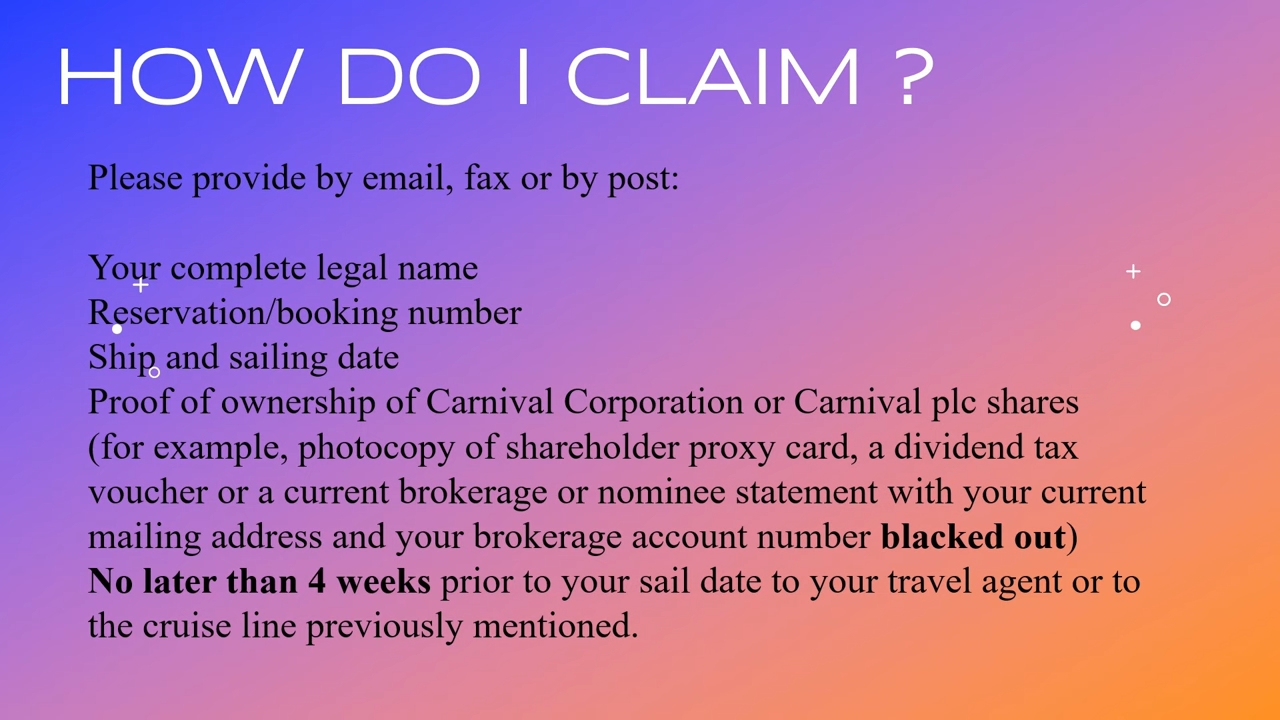 HOW DO I CLAIM ?
Please provide by email, fax or by post:
Your complete legal name
Reservation/booking number
Ship and sailing date
Proof of ownership of Carnival Corporation or Carnival plc shares
(for example, photocopy of shareholder proxy card, a dividend tax
voucher or a current brokerage or nominee statement with your current
mailing address and your brokerage account number blacked out)
No later than 4 weeks prior to your sail date to your travel agent or to
the cruise line previously mentioned.